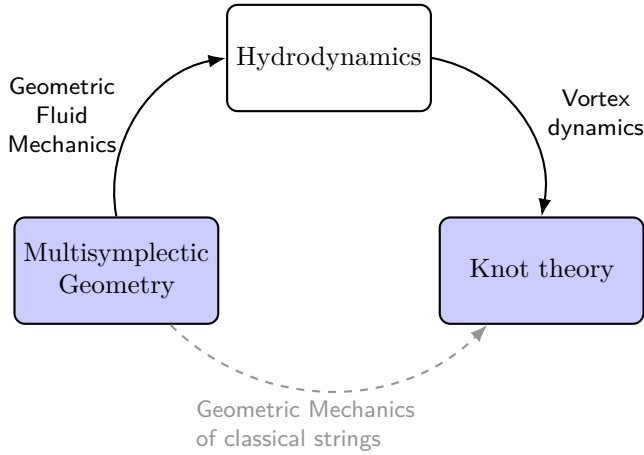 Hydrodynamics
Geometric
Fluid
Mechanics
Vortex
dynamics
Multisymplectic
Geometry
Knot theory
Geometric Mechanics
of classical strings